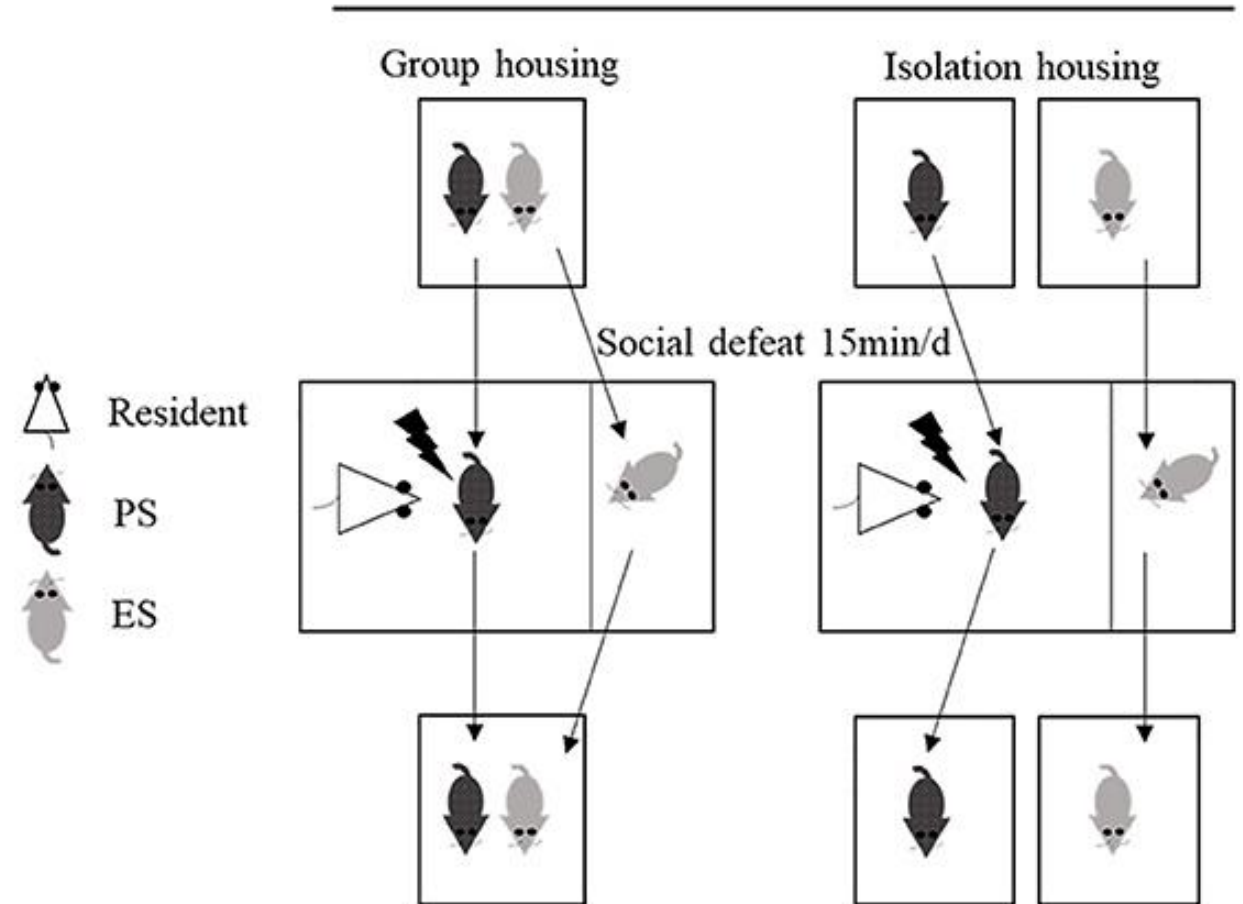 Group housing
Isolation housing
Social defeat 15min/d
Resident
PS
ES